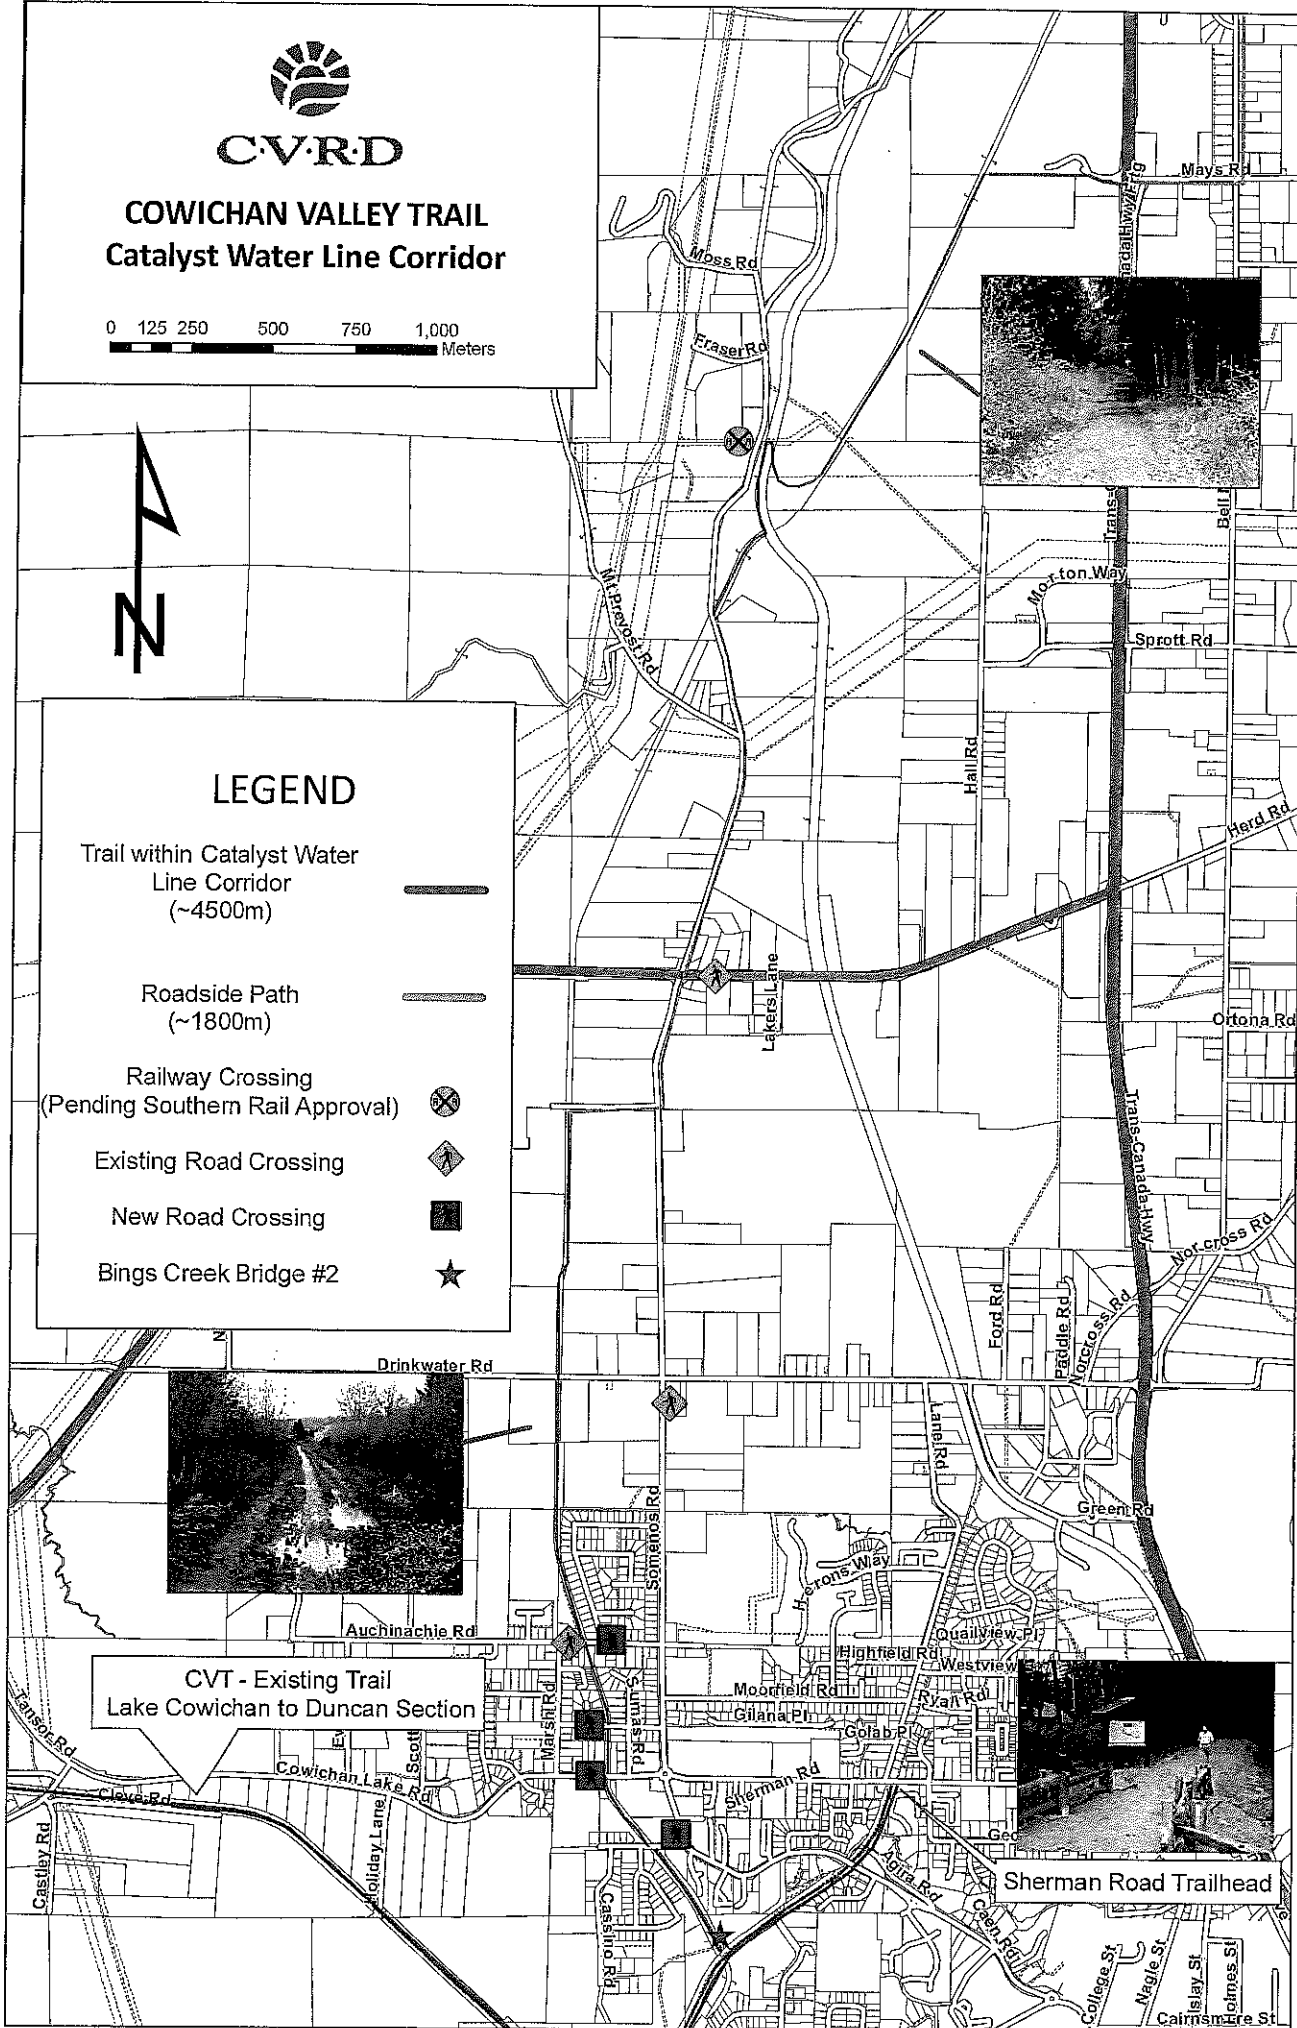 C·V·R·D
COWICHAN VALLEY TRAIL
Catalyst Water Line Corridor
0 125 250 500 750 1,000
Meters
Mays Rd
Moss Rd
Fraser Rd
Bell
Mt Prevost Rd
Morton Way
Sprott Rd
LEGEND
Trail within Catalyst Water
Line Corridor
(~4500m)
Roadside Path
(~1800m)
Railway Crossing
(Pending Southern Rail Approval)
Existing Road Crossing
New Road Crossing
Bings Creek Bridge #2
Hall Rd
Herd Rd
Lakers Lane
Ortona Rd
Trans-Canada Hwy
Norcross Rd
Ford Rd
Paddle Rd
Norcross Rd
N
Drinkwater Rd
Lane Rd
Green Rd
Somenos Rd
Herons Way
Auchinachie Rd
Quailview Pl
Highfield Rd
Westview
CVT - Existing Trail
Lake Cowichan to Duncan Section
Moorfield Rd
Ryall Rd
Gilana Pl
Golab Pl
Marsh Rd
Sumas Rd
Scott
Tansor Rd
Cowichan Lake Rd
Sherman Rd
Cleve Rd
Holiday Lane
Castley Rd
Cassino Rd
Agira Rd
Caen Rd
Sherman Road Trailhead
College St
Nagle St
Islay St
Holmes St
Cairnsmore St